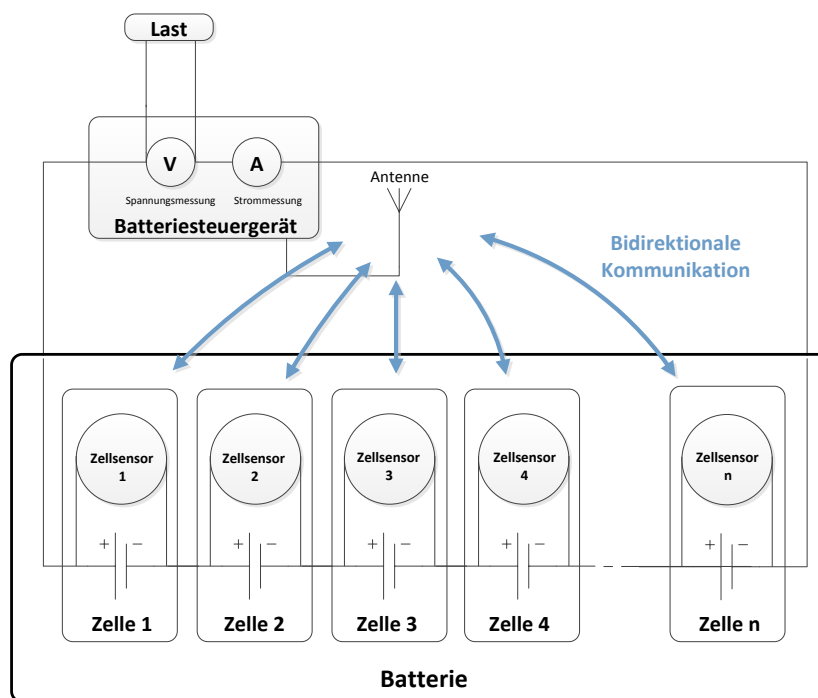 Last
V
A
Spannungsmessung
Strommessung
Batteriesteuergerät
Antenne
Bidirektionale
Kommunikation
Zellsensor
1
Zellsensor
2
Zellsensor
3
Zellsensor
4
Zellsensor
n
+ −
+ −
+ −
+ −
+ −
Zelle 1
Zelle 2
Zelle 3
Zelle 4
Zelle n
Batterie